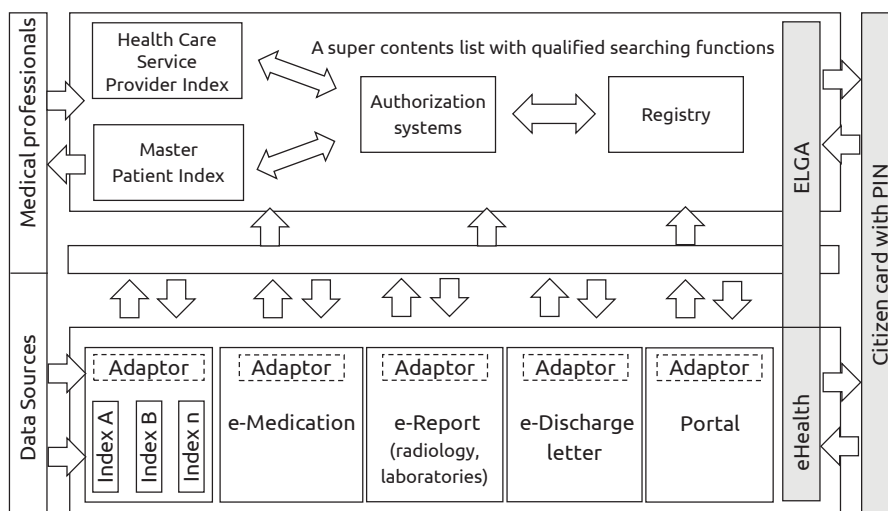 Medical professionals
Health Care
Service
Provider Index
A super contents list with qualified searching functions
Authorization
systems
Registry
Master
Patient Index
ELGA
Citizen card with PIN
Data Sources
Adaptor
Index A
Index B
Index n
Adaptor
e-Medication
Adaptor
e-Report
(radiology,
laboratories)
Adaptor
e-Discharge
letter
Adaptor
Portal
eHealth